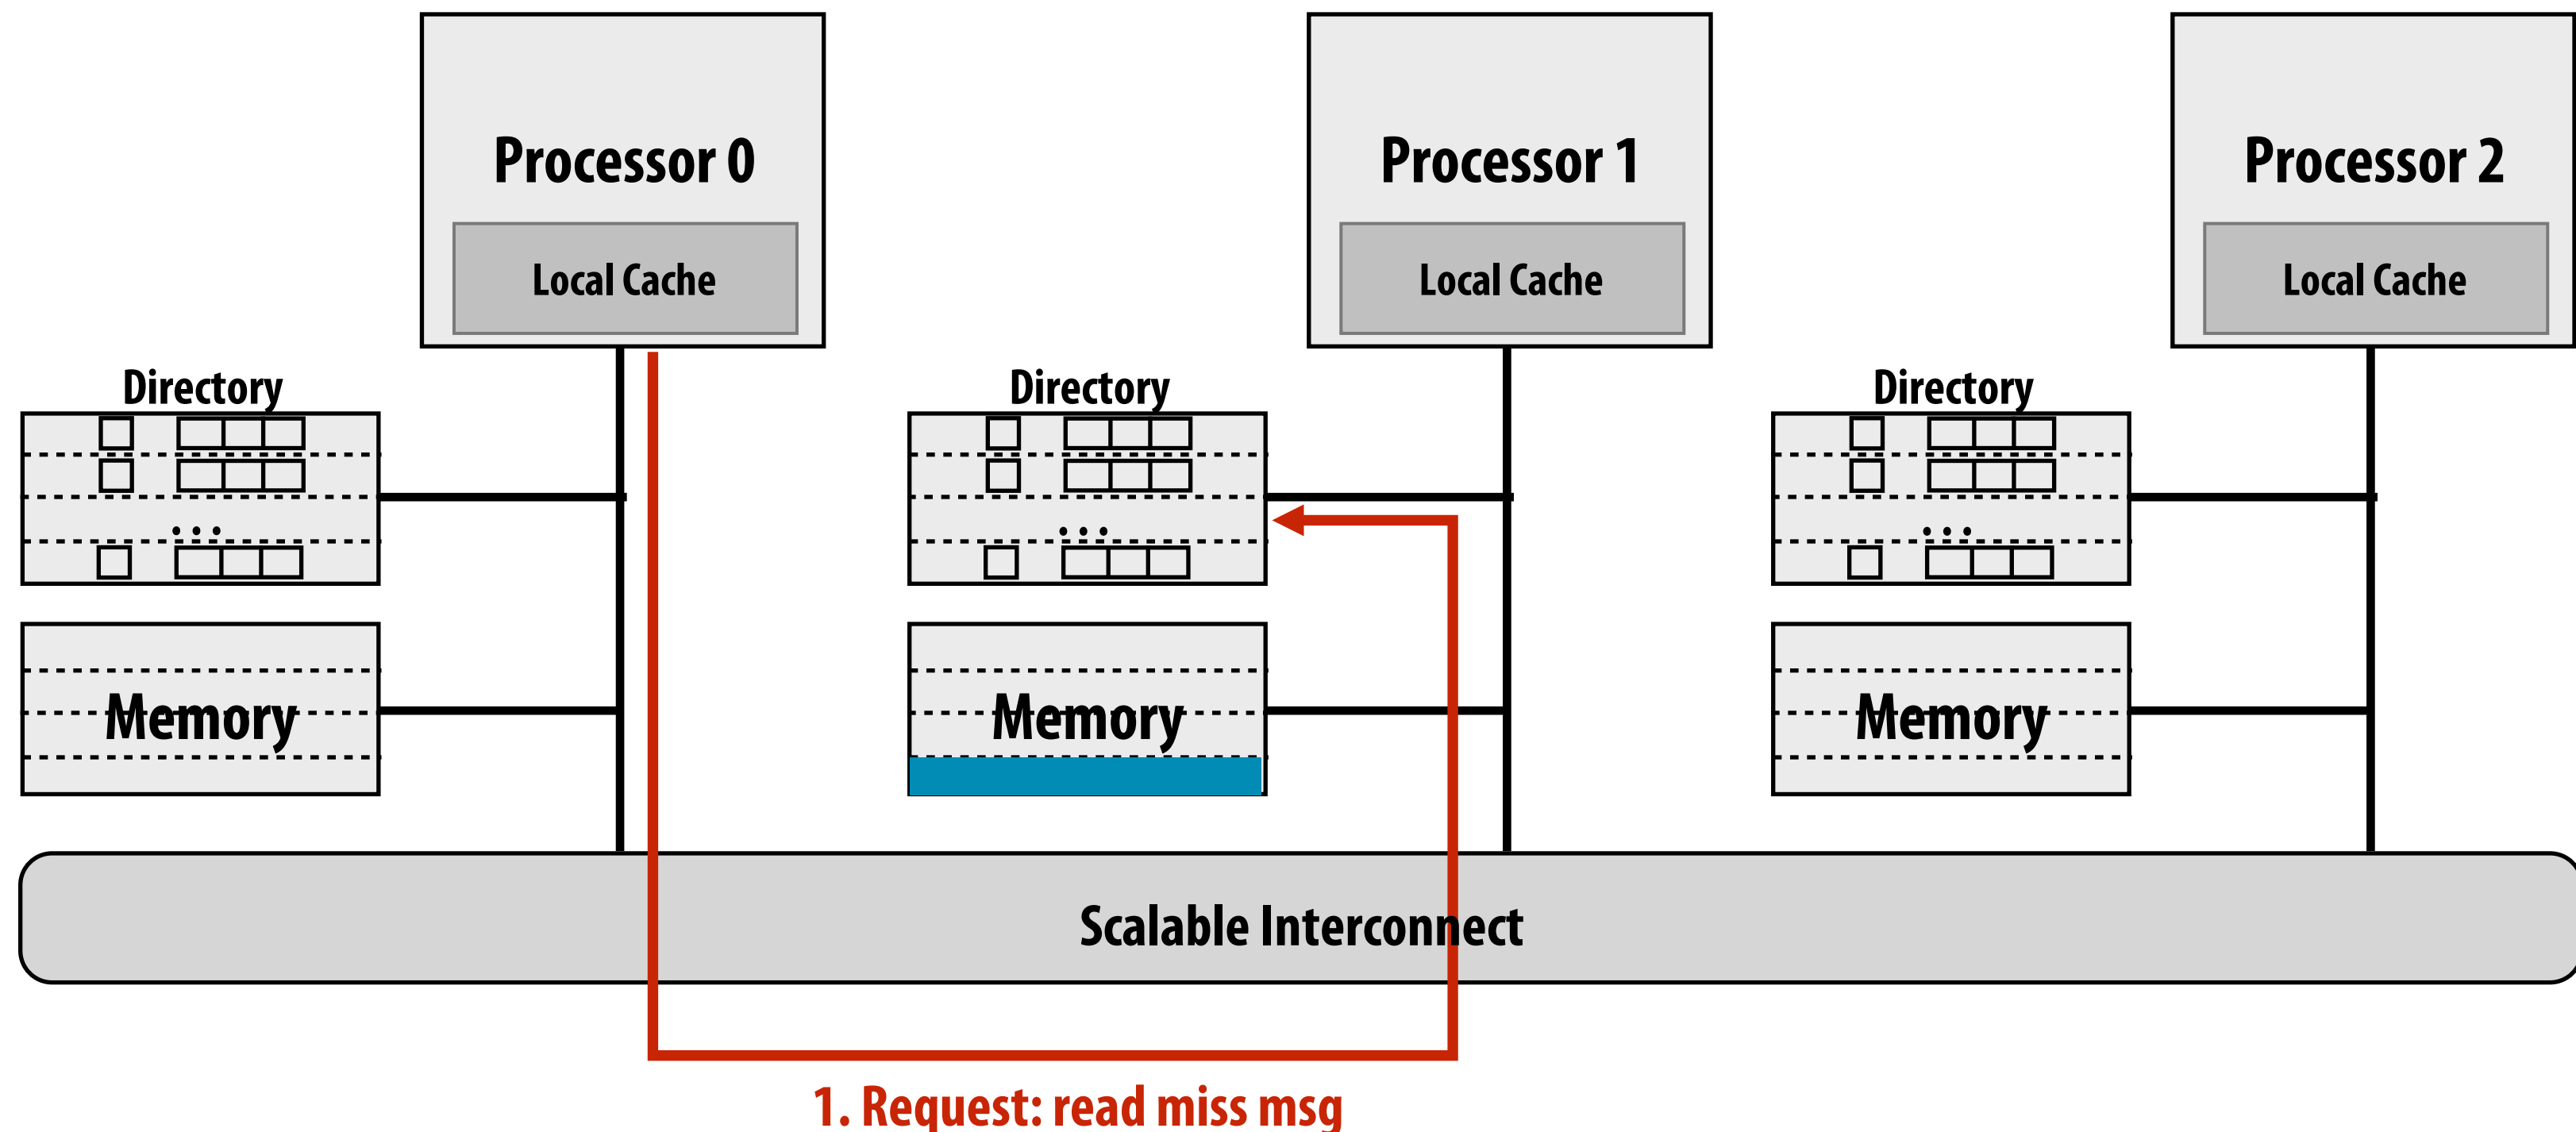 Processor 0
Processor 1
Processor 2
Local Cache
Local Cache
Local Cache
Directory
Directory
Directory
...
...
...
Memory
Memory
Memory
Scalable Interconnect
1. Request: read miss msg